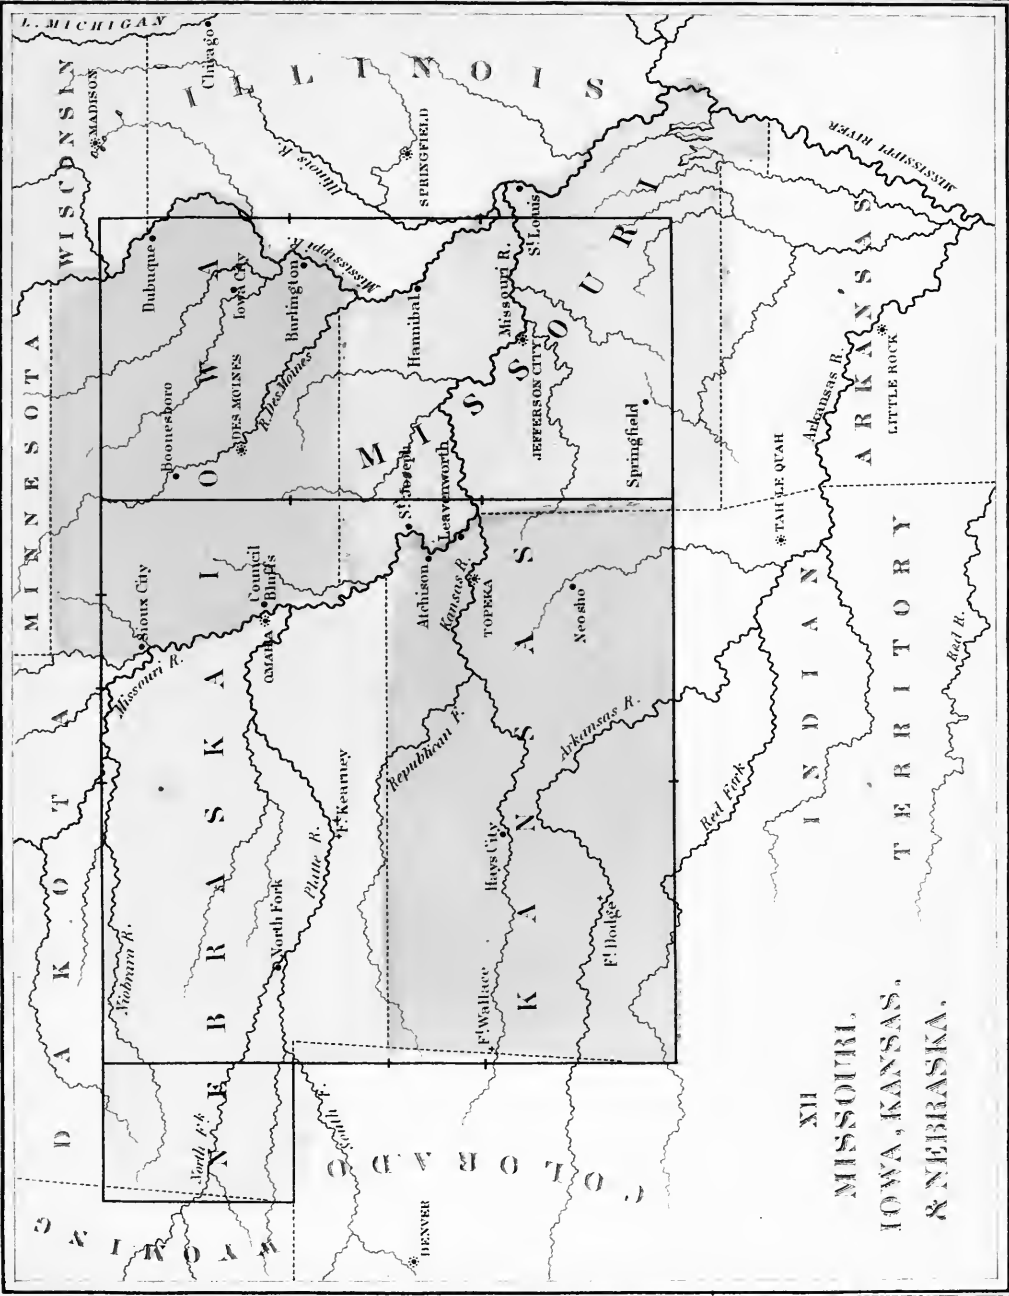 XII
MISSOURI,
IOWA, KANSAS,
& NEBRASKA.
L. MICHIGAN
WISCONSIN
MADISON
Chicago
ILLINOIS
Illinois R.
SPRINGFIELD
MISSISSIPPI RIVER
MINNESOTA
Dubuque
IOWA
Iowa City
Burlington
Mississippi R.
Mississippi
Boonesboro
DES MOINES
R. Des Moines
Sioux City
Council
Bluffs
MISSOURI
Hannibal
Missouri R.
St. Louis
JEFFERSON CITY
Springfield
St. Joseph
Leavenworth
Atchison
ARKANSAS
Arkansas R.
LITTLE ROCK
TAH LE QUAH
DAKOTA
Missouri R.
Niobrara R.
NEBRASKA
OMAHA
Platte R.
Ft. Kearney
North Fork
North Fk
South F.
KANSAS
Kansas R.
TOPEKA
Neosho
Republican F.
Arkansas R.
Hays City
Ft. Wallace
Ft. Dodge
Red Fork
INDIAN
TERRITORY
Red R.
WYOMING
COLORADO
DENVER